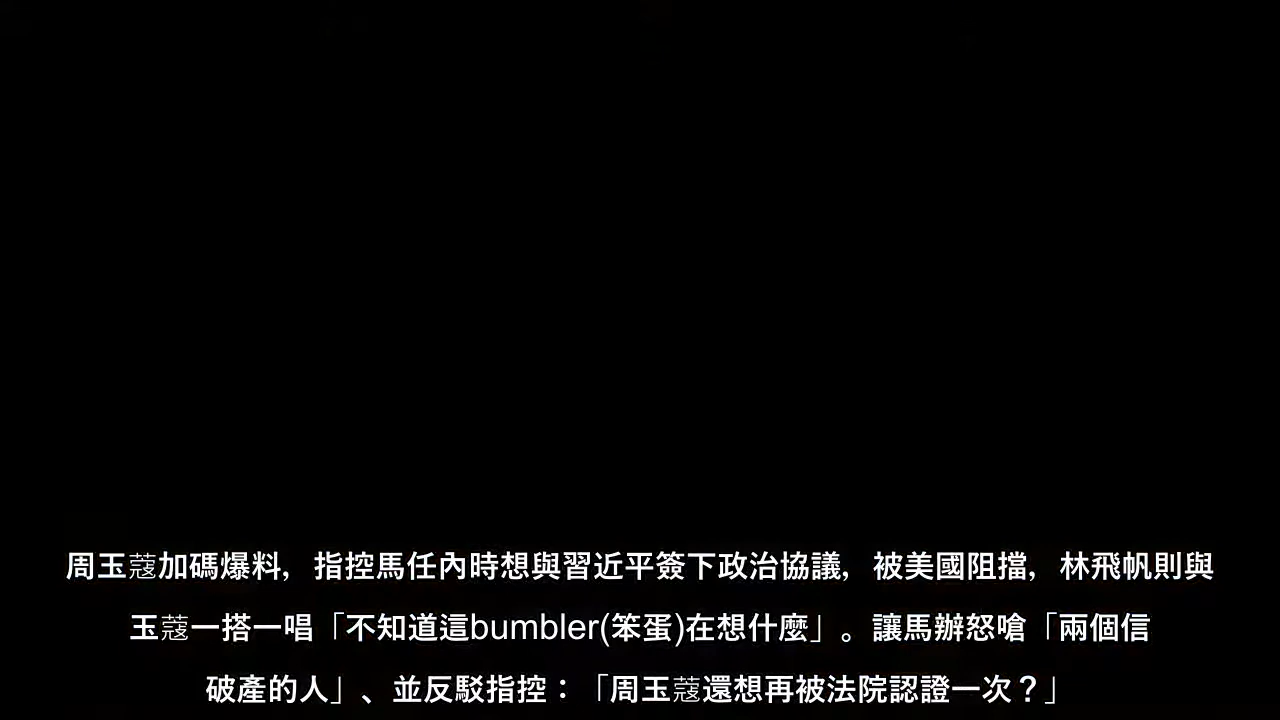 周玉蔻加碼爆料，指控馬任內時想與習近平簽下政治協議，被美國阻擋，林飛帆則與
玉蔻一搭一唱「不知道這bumbler(笨蛋)在想什麼」。讓馬辦怒嗆「兩個信
破產的人」、並反駁指控：「周玉蔻還想再被法院認證一次？」